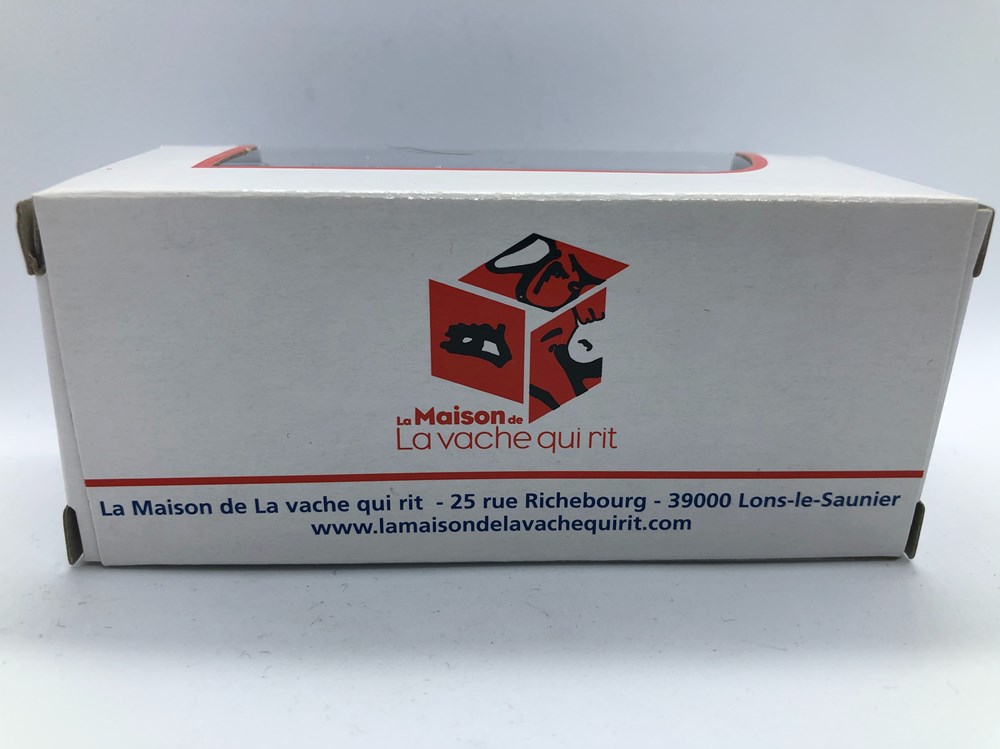 La Maison de
La vache qui rit
La Maison de La vache qui rit - 25 rue Richebourg - 39000 Lons-le-Saunier
www.lamaisondelavachequirit.com